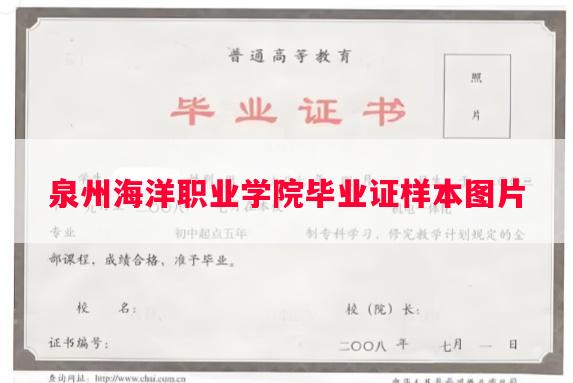 普通高等教育
照
片
毕业证书
泉州海洋职业学院毕业证样本图片
专业 初中起点五年 制专科学习，修完教学计划规定的全
部课程，成绩合格，准予毕业。
校 名： 校（院）长：
证书编号： 二〇〇八 年 七月 一 日
查询网址：http://www.chsi.com.cn